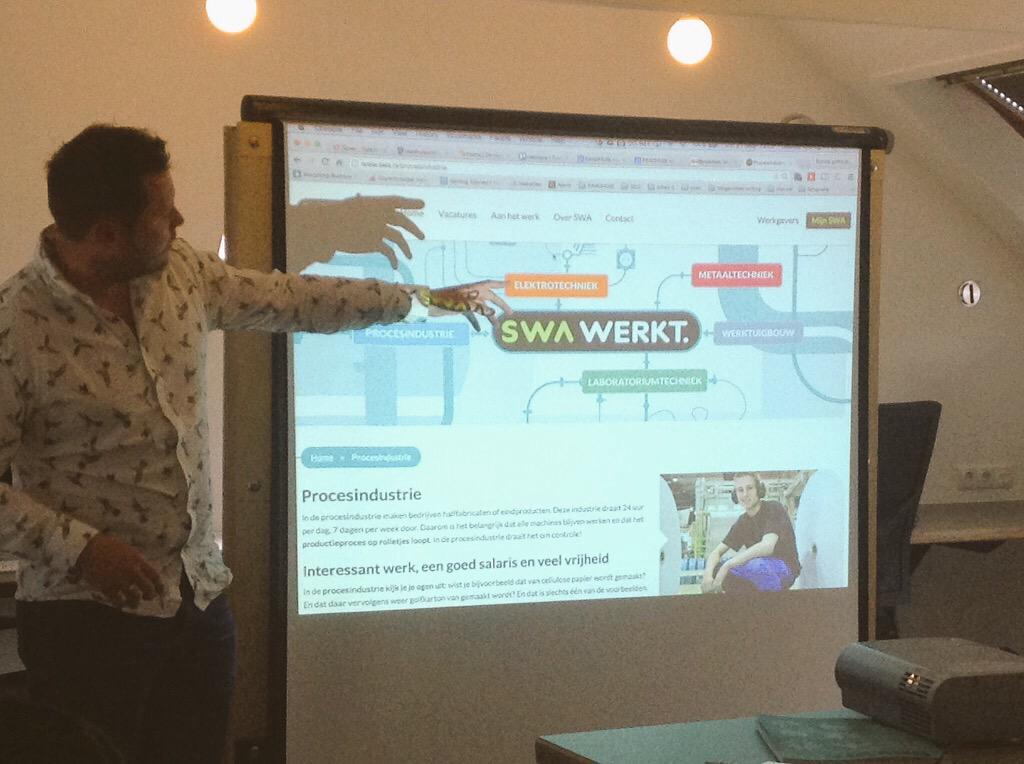 Vacatures Aan het werk Over SWA Contact Werkgevers Mijn SWA
ELEKTROTECHNIEK
METAALTECHNIEK
PROCESINDUSTRIE
SWA WERKT.
WERKTUIGBOUW
LABORATORIUMTECHNIEK
Home » Procesindustrie
Procesindustrie
In de procesindustrie maken bedrijven halffabricaten of eindproducten. Deze industrie draait 24 uur
per dag, 7 dagen per week door. Daarom is het belangrijk dat alle machines blijven werken en dat het
productieproces op rolletjes loopt. In de procesindustrie draait het om controle!
Interessant werk, een goed salaris en veel vrijheid
In de procesindustrie kijk je je ogen uit: wist je bijvoorbeeld dat van cellulose papier wordt gemaakt?
En dat daar vervolgens weer golfkarton van gemaakt wordt? En dat is slechts één van de voorbeelden